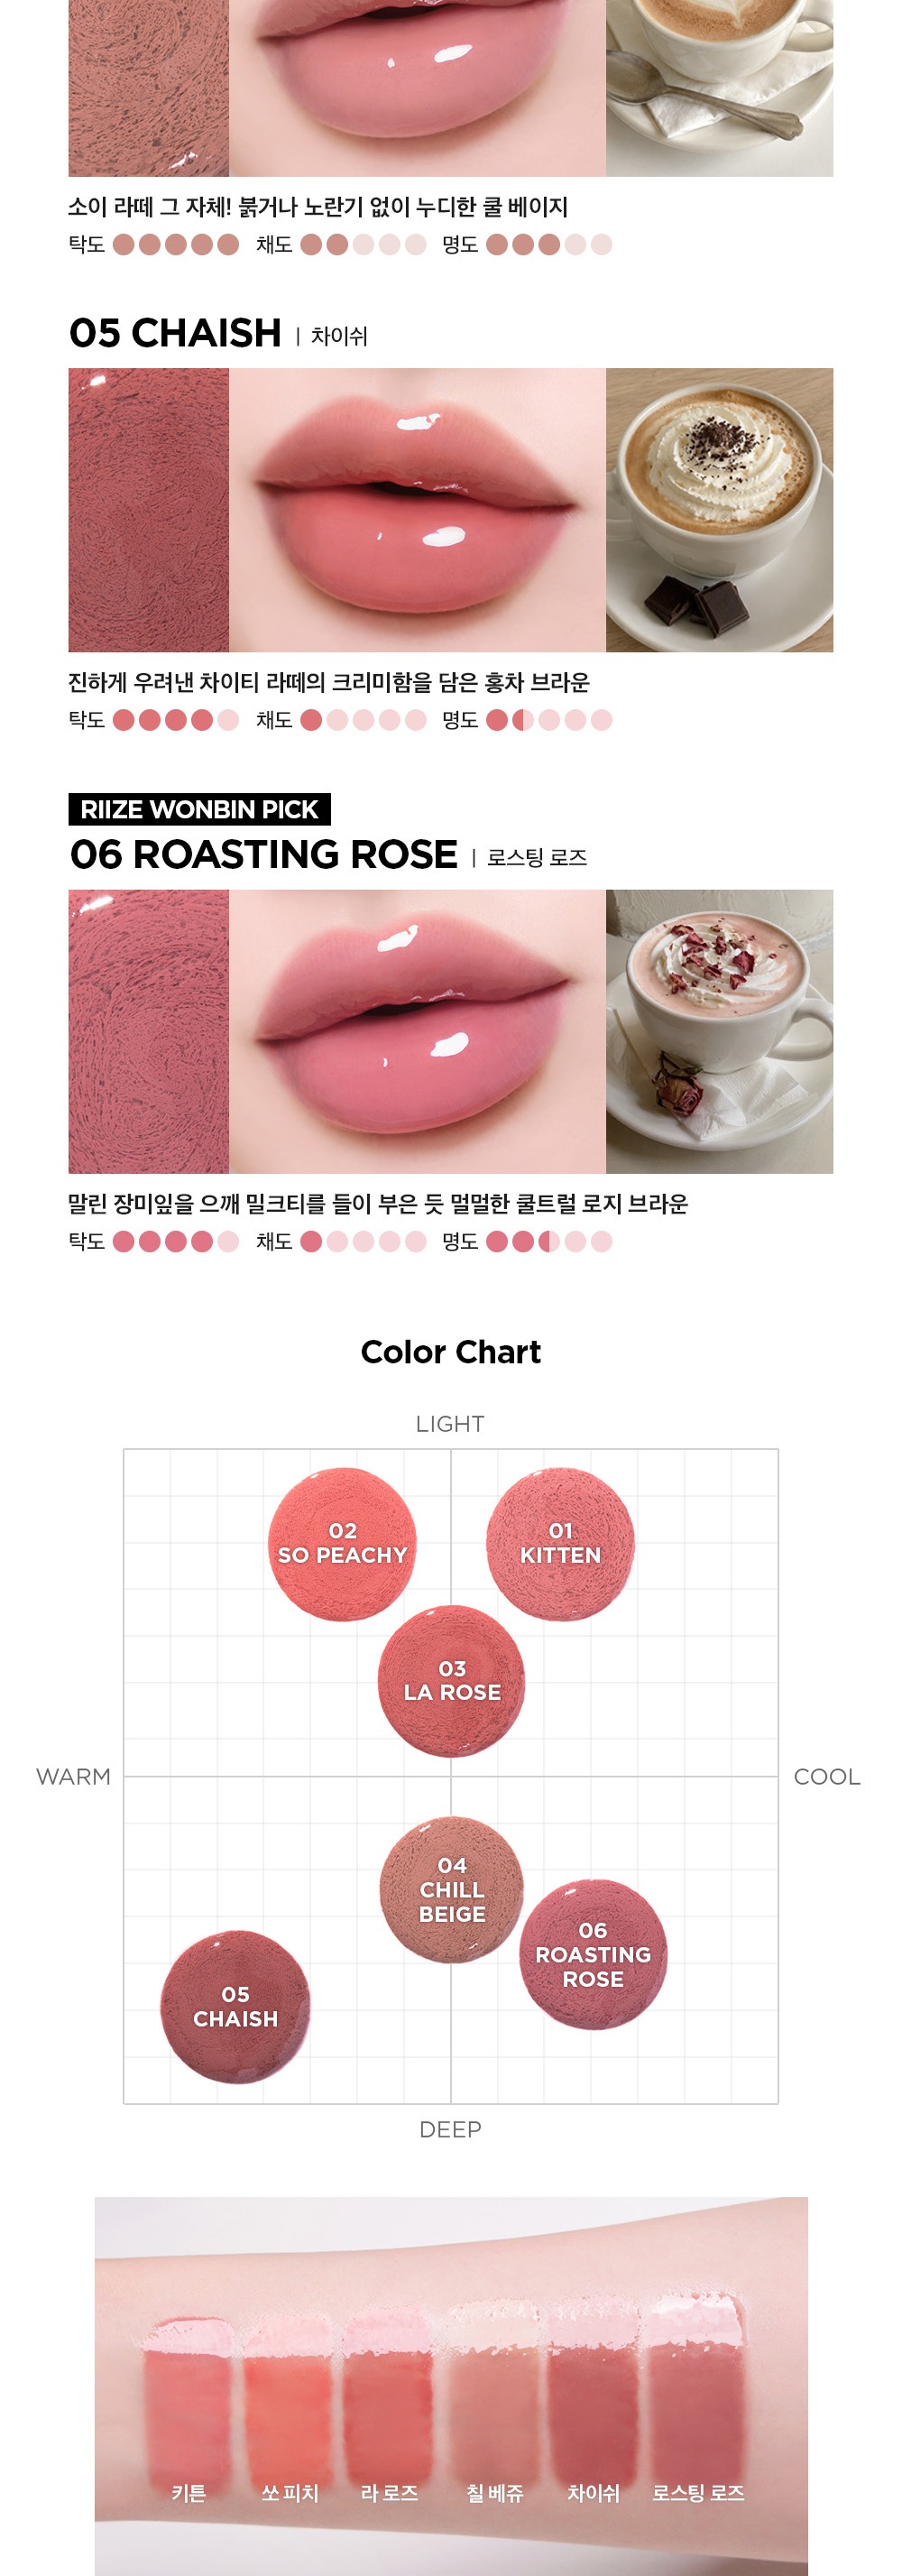 소이 라떼 그 자체! 붉거나 노란기 없이 누디한 쿨 베이지
탁도 채도 명도
05 CHAISH | 차이쉬
진하게 우려낸 차이티 라떼의 크리미함을 담은 홍차 브라운
탁도 채도 명도
RIIZE WONBIN PICK
06 ROASTING ROSE | 로스팅 로즈
말린 장미잎을 으깨 밀크티를 들이 부은 듯 멀멀한 쿨트럴 로지 브라운
탁도 채도 명도
Color Chart
LIGHT
02
SO PEACHY
01
KITTEN
03
LA ROSE
WARM
COOL
04
CHILL
BEIGE
06
ROASTING
ROSE
05
CHAISH
DEEP
키튼 쏘 피치 라 로즈 칠 베쥬 차이쉬 로스팅 로즈